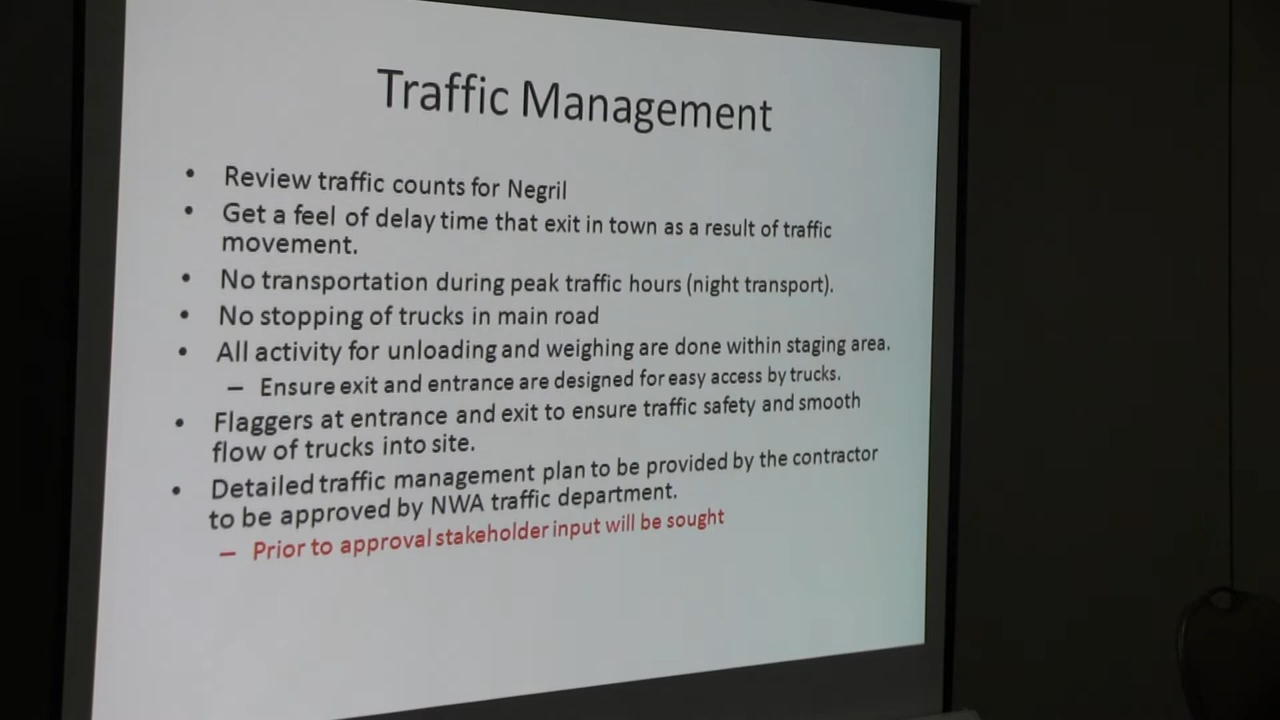 Traffic Management
• Review traffic counts for Negril
• Get a feel of delay time that exit in town as a result of traffic
movement.
• No transportation during peak traffic hours (night transport).
• No stopping of trucks in main road
• All activity for unloading and weighing are done within staging area.
– Ensure exit and entrance are designed for easy access by trucks.
• Flaggers at entrance and exit to ensure traffic safety and smooth
flow of trucks into site.
• Detailed traffic management plan to be provided by the contractor
to be approved by NWA traffic department.
– Prior to approval stakeholder input will be sought